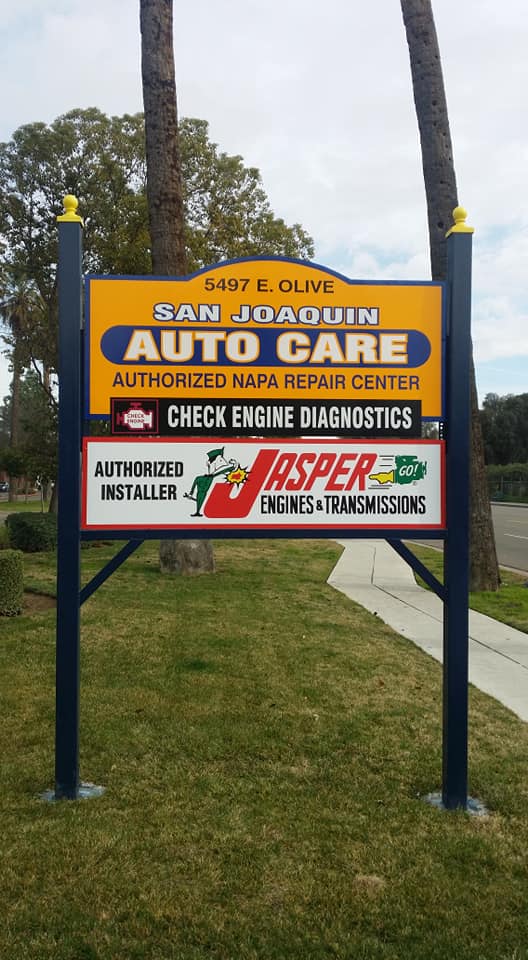 5497 E. OLIVE
SAN JOAQUIN
AUTO CARE
AUTHORIZED NAPA REPAIR CENTER
CHECK ENGINE
CHECK ENGINE DIAGNOSTICS
AUTHORIZED INSTALLER
JASPER
GO!
ENGINES & TRANSMISSIONS